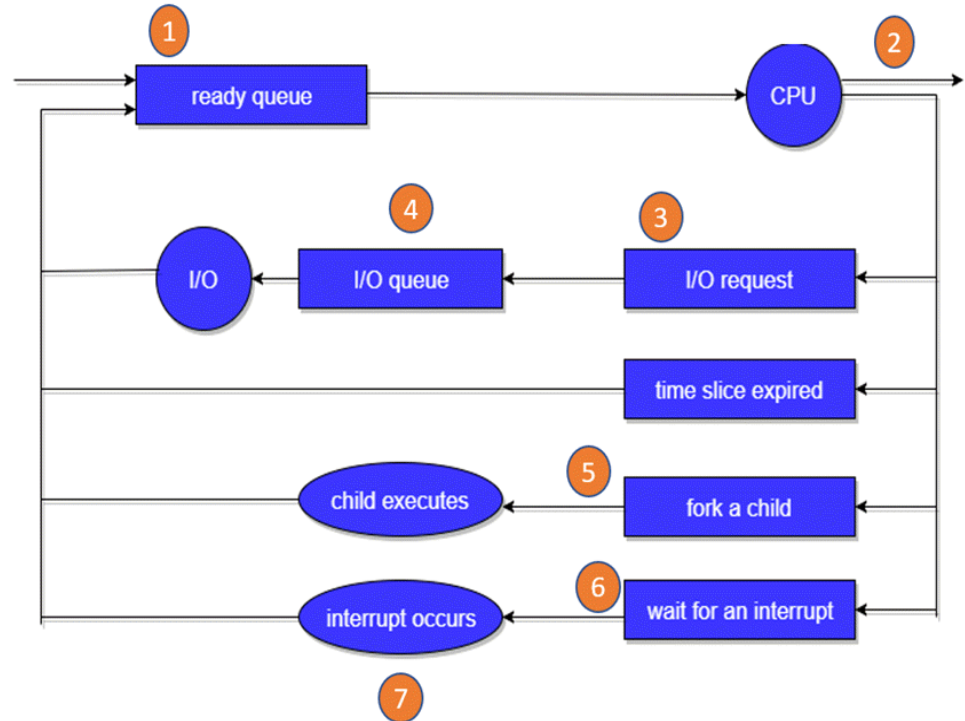 1
2
ready queue
CPU
4
3
I/O
I/O queue
I/O request
time slice expired
5
child executes
fork a child
6
interrupt occurs
wait for an interrupt
7